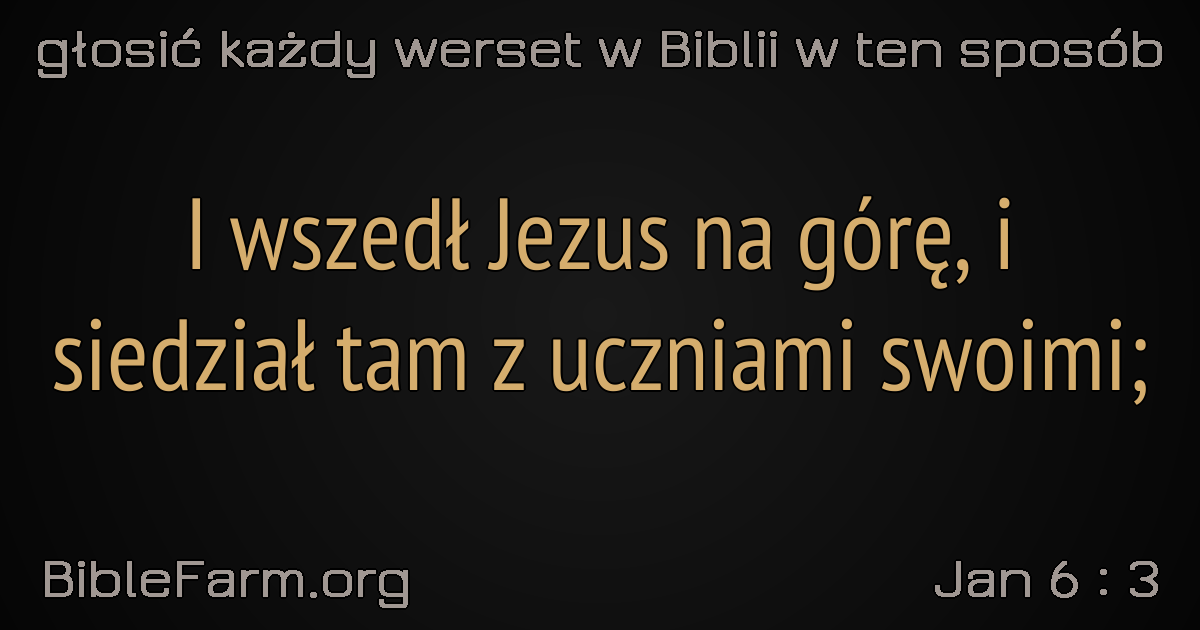 głosić każdy werset w Biblii w ten sposób
I wszedł Jezus na górę, i
siedział tam z uczniami swoimi;
BibleFarm.org
Jan 6 : 3